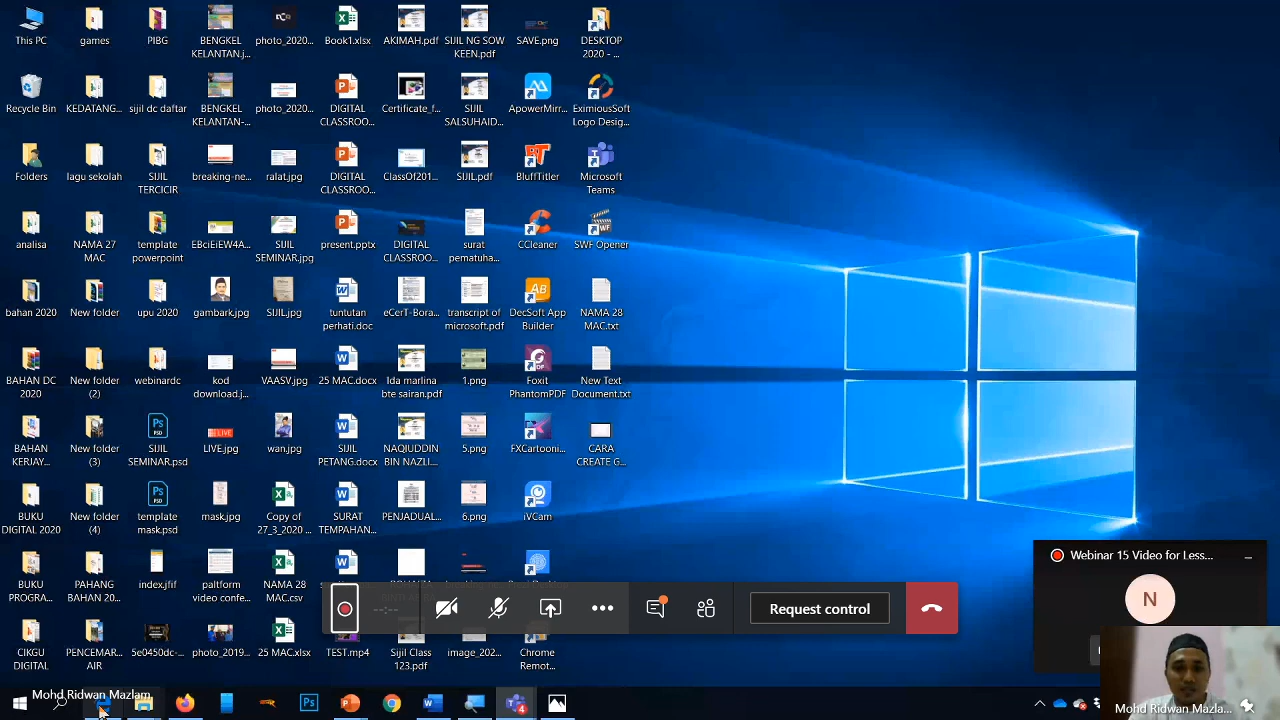 This PC
games
PIBG
BENGKEL
KELANTAN.j...
photo_2020...
Book1.xlsx
AKIMAH.pdf
SIJIL NG SOW
KEEN.pdf
SAVE.png
DESKTOP
2020 - ...
Recycle Bin
KEDATANG...
sijil dc daftar
BENGKEL
KELANTAN-...
photo_2020...
DIGITAL
CLASSROO...
Certificate_f...
SIJIL
SALSUHAID...
ApowerMirr...
EximiousSoft
Logo Desig...
Folders
lagu sekolah
SIJIL
TERCICIR
breaking-ne...
ralat.jpg
DIGITAL
CLASSROO...
ClassOf201...
SIJIL.pdf
BluffTitler
Microsoft
Teams
analisa
NAMA 27
MAC
template
powerpoint
EBciEiEW4A...
SIJIL
SEMINAR.jpg
present.pptx
DIGITAL
CLASSROO...
surat
pematuha...
CCleaner
SWF Opener
bahan 2020
New folder
upu 2020
gambark.jpg
SIJIL.jpg
tuntutan
perhati.doc
eCerT-Bora...
transcript of
microsoft.pdf
DecSoft App
Builder
NAMA 28
MAC.txt
BAHAN DC
2020
New folder
(2)
webinardc
kod
download.j...
VAASV.jpg
25 MAC.docx
Ida marlina
bte sairan.pdf
1.png
Foxit
PhantomPDF
New Text
Document.txt
BAHAN
KERJAY...
New folder
(3)
SIJIL
SEMINAR.psd
LIVE.jpg
wan.jpg
SIJIL
PETANG.docx
NAQIUDDIN
BIN NAZLI...
5.png
FXCartooni...
CARA
CREATE G...
BUKU
DIGITAL 2020
New folder
(4)
template
mask.psd
mask.jpg
Copy of
27_3_2020 ...
SURAT
TEMPAHAN...
PENJADUAL...
6.png
iVCam
BUKU
PROGRA...
PAHANG
BAHAN 20...
index.jfif
paltform
video confe...
NAMA 28
MAC.csv
Webinar 15 Video for Less...
N
Request control
CIKGU
DIGITAL
PENCEMAR...
AIR
5e0450dc-...
photo_2019...
25 MAC.xlsx
TEST.mp4
Sijil Class
123.pdf
image_202...
Chrome
Remot...
Mohd Ridwan Mazlam
4
Mohd Ridwan Mazla...